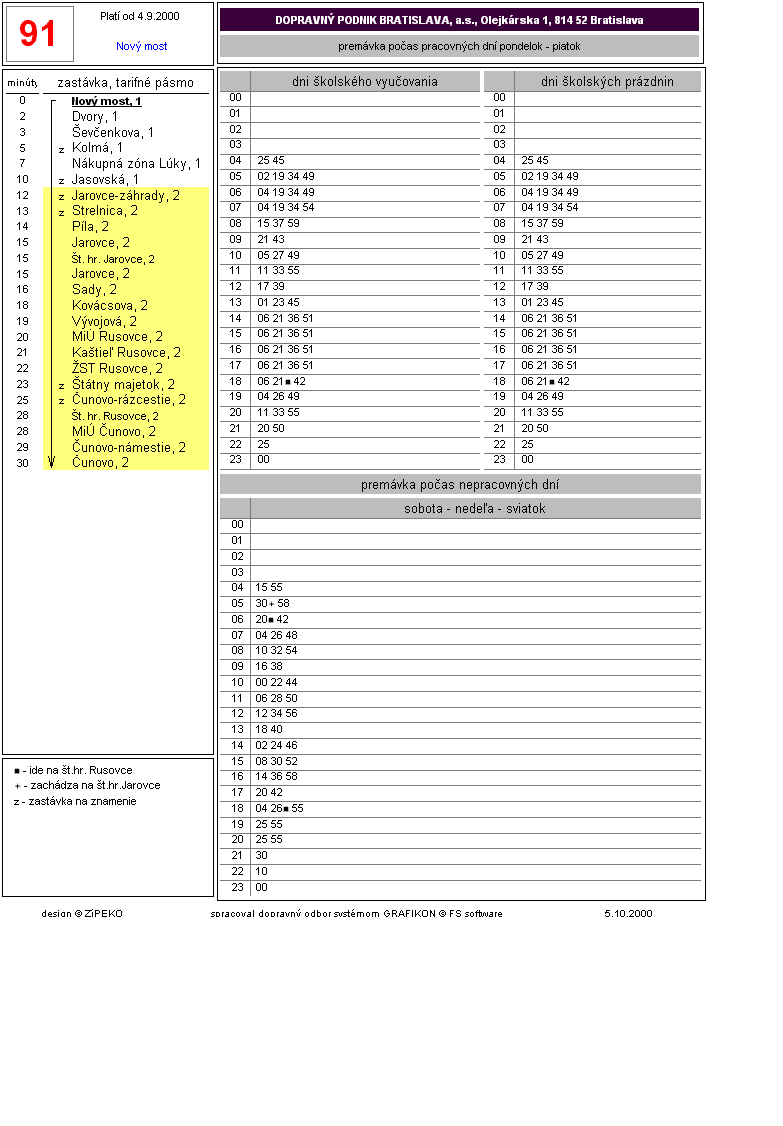 91
Platí od 4.9.2000
Nový most
DOPRAVNÝ PODNIK BRATISLAVA, a.s., Olejkárska 1, 814 52 Bratislava
premávka počas pracovných dní pondelok - piatok
minúty zastávka, tarifné pásmo
0 Nový most, 1
2 Dvory, 1
3 Ševčenkova, 1
5 z Kolmá, 1
7 Nákupná zóna Lúky, 1
10 z Jasovská, 1
12 z Jarovce-záhrady, 2
13 z Strelnica, 2
14 Píla, 2
15 Jarovce, 2
15 Št. hr. Jarovce, 2
15 Jarovce, 2
16 Sady, 2
18 Kovácsova, 2
19 Vývojová, 2
20 MiÚ Rusovce, 2
21 Kaštieľ Rusovce, 2
22 ŽST Rusovce, 2
23 z Štátny majetok, 2
25 z Čunovo-rázcestie, 2
28 Št. hr. Rusovce, 2
28 MiÚ Čunovo, 2
29 Čunovo-námestie, 2
30 Čunovo, 2
■ - ide na št.hr. Rusovce
+ - zachádza na št.hr.Jarovce
z - zastávka na znamenie
dni školského vyučovania
00
01
02
03
04 25 45
05 02 19 34 49
06 04 19 34 49
07 04 19 34 54
08 15 37 59
09 21 43
10 05 27 49
11 11 33 55
12 17 39
13 01 23 45
14 06 21 36 51
15 06 21 36 51
16 06 21 36 51
17 06 21 36 51
18 06 21■ 42
19 04 26 49
20 11 33 55
21 20 50
22 25
23 00
dni školských prázdnin
00
01
02
03
04 25 45
05 02 19 34 49
06 04 19 34 49
07 04 19 34 54
08 15 37 59
09 21 43
10 05 27 49
11 11 33 55
12 17 39
13 01 23 45
14 06 21 36 51
15 06 21 36 51
16 06 21 36 51
17 06 21 36 51
18 06 21■ 42
19 04 26 49
20 11 33 55
21 20 50
22 25
23 00
premávka počas nepracovných dní
sobota - nedeľa - sviatok
00
01
02
03
04 15 55
05 30+ 58
06 20■ 42
07 04 26 48
08 10 32 54
09 16 38
10 00 22 44
11 06 28 50
12 12 34 56
13 18 40
14 02 24 46
15 08 30 52
16 14 36 58
17 20 42
18 04 26■ 55
19 25 55
20 25 55
21 30
22 10
23 00
design © ZíPEKO spracoval dopravný odbor systémom GRAFIKON © FS software 5.10.2000